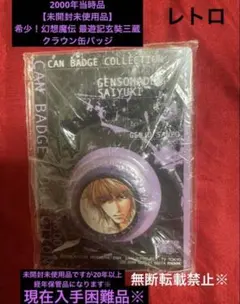 2000年当時品
【未開封未使用品】
希少！幻想魔伝 最遊記玄奘三蔵
クラウン缶バッジ
レトロ
CAN BADGE COLLECTION
GENSOMADEN
SAIYUKI
GENJO SANZO
CAN BADGE
未開封未使用品ですが20年以上
経年保管品になります※
無断転載禁止※
現在入手困難品※